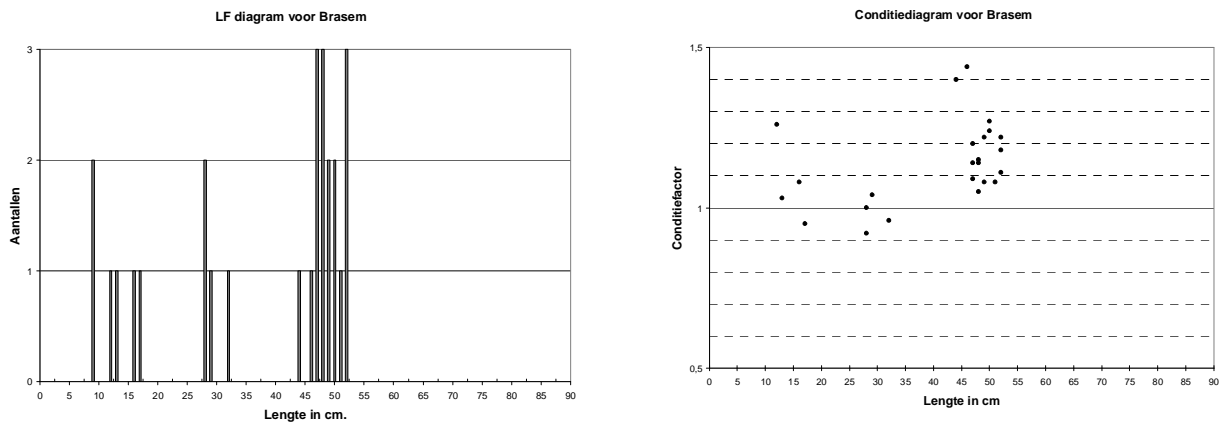 LF diagram voor Brasem
3
2
1
0
Aantallen
0 5 10 15 20 25 30 35 40 45 50 55 60 65 70 75 80 85 90
Lengte in cm.
Conditiediagram voor Brasem
1,5
1
0,5
Conditiefactor
0 5 10 15 20 25 30 35 40 45 50 55 60 65 70 75 80 85 90
Lengte in cm